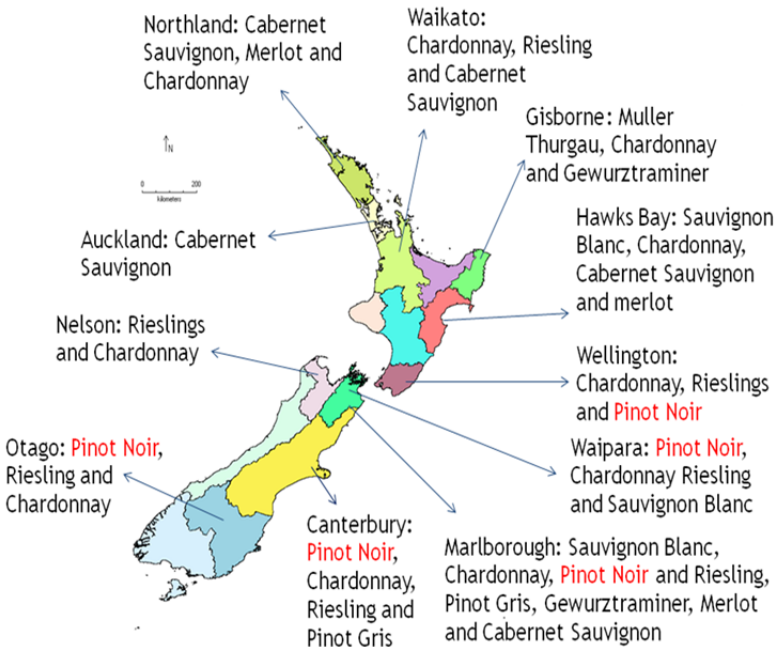 Northland: Cabernet
Sauvignon, Merlot and
Chardonnay
Waikato:
Chardonnay, Riesling
and Cabernet
Sauvignon
Gisborne: Muller
Thurgau, Chardonnay
and Gewurztraminer
N
0 200
kilometers
Auckland: Cabernet
Sauvignon
Hawks Bay: Sauvignon
Blanc, Chardonnay,
Cabernet Sauvignon
and merlot
Nelson: Rieslings
and Chardonnay
Wellington:
Chardonnay, Rieslings
and Pinot Noir
Otago: Pinot Noir,
Riesling and
Chardonnay
Waipara: Pinot Noir,
Chardonnay Riesling
and Sauvignon Blanc
Canterbury:
Pinot Noir,
Chardonnay,
Riesling and
Pinot Gris
Marlborough: Sauvignon Blanc,
Chardonnay, Pinot Noir and Riesling,
Pinot Gris, Gewurztraminer, Merlot
and Cabernet Sauvignon